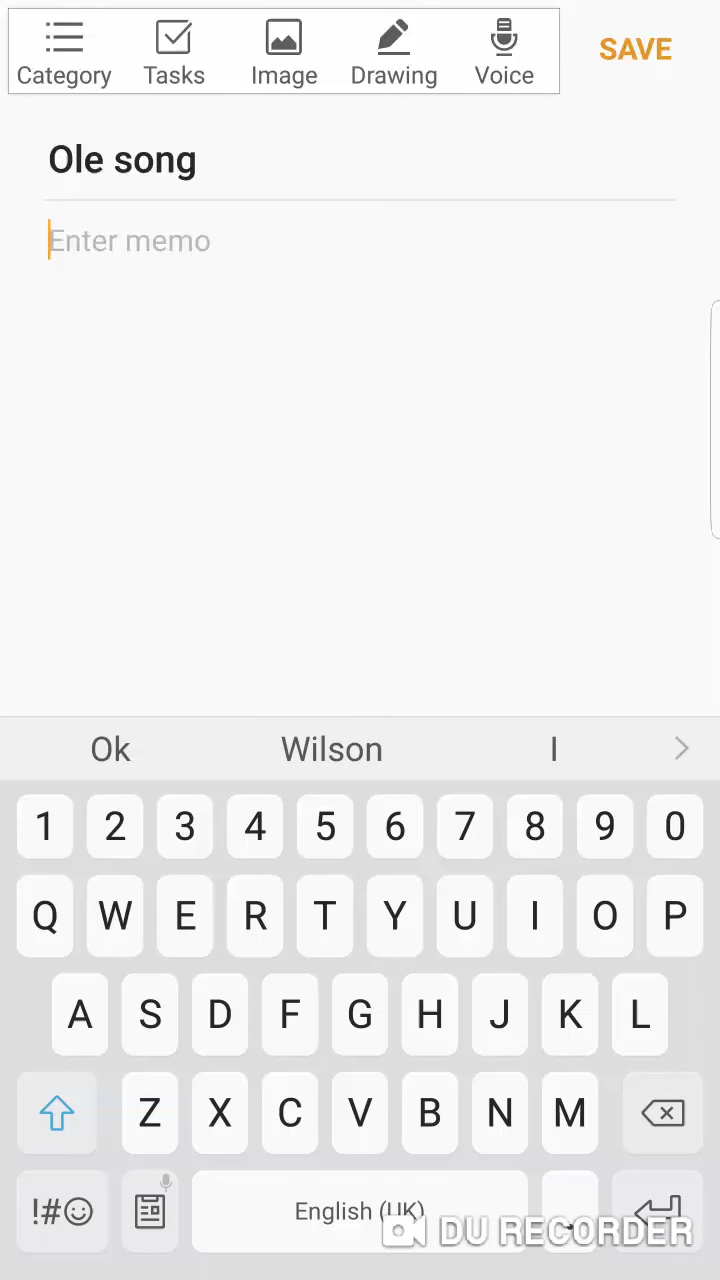 Category Tasks Image Drawing Voice SAVE
Ole song
Enter memo
Ok Wilson I
1 2 3 4 5 6 7 8 9 0
Q W E R T Y U I O P
A S D F G H J K L
Z X C V B N M
!#☺ English (UK) .
DU RECORDER